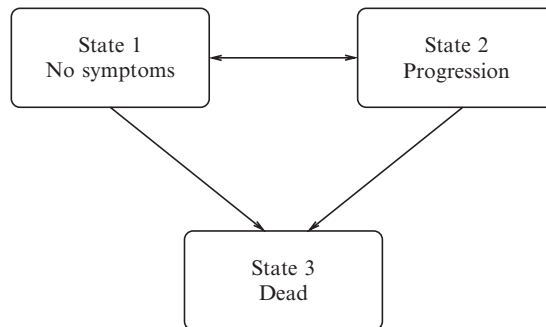 State 1
No symptoms
State 2
Progression
State 3
Dead